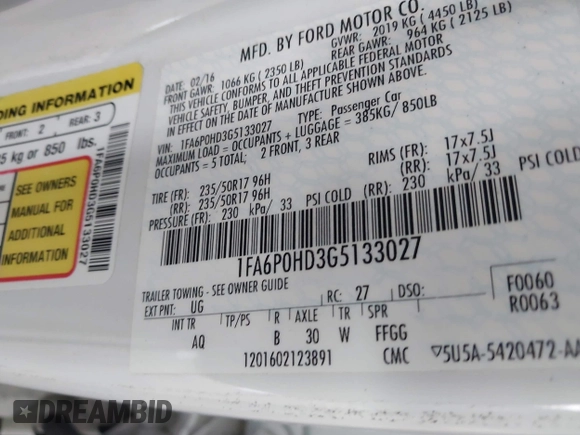 MFD. BY FORD MOTOR CO.
DATE: 02/16 GVWR: 2019 KG ( 4450 LB)
FRONT GAWR: 1066 KG ( 2350 LB) REAR GAWR: 964 KG ( 2125 LB)
THIS VEHICLE CONFORMS TO ALL APPLICABLE FEDERAL MOTOR
VEHICLE SAFETY, BUMPER, AND THEFT PREVENTION STANDARDS
IN EFFECT ON THE DATE OF MANUFACTURE SHOWN ABOVE.
VIN: 1FA6P0HD3G5133027 TYPE: Passenger Car
MAXIMUM LOAD = OCCUPANTS + LUGGAGE = 385KG/ 850LB
OCCUPANTS = 5 TOTAL; 2 FRONT, 3 REAR
TIRE (FR): 235/50R17 96H RIMS (FR): 17x7.5J
(RR): 235/50R17 96H (RR): 17x7.5J
PRESSURE (FR): 230 kPa/ 33 PSI COLD (RR): 230 kPa/ 33 PSI COLD
1FA6P0HD3G5133027
TRAILER TOWING - SEE OWNER GUIDE
EXT PNT: UG RC: 27 DSO: F0060
R0063
INT TR TP/PS R AXLE TR SPR
AQ B 30 W FFGG
1201602123891 CMC ▽5U5A-5420472-AA
DING INFORMATION
FRONT: 2 REAR: 3
5 kg or 850 lbs.
SEE OWNERS
MANUAL FOR
ADDITIONAL
INFORMATION
1FA6P0HD3G5133027
DREAMBID